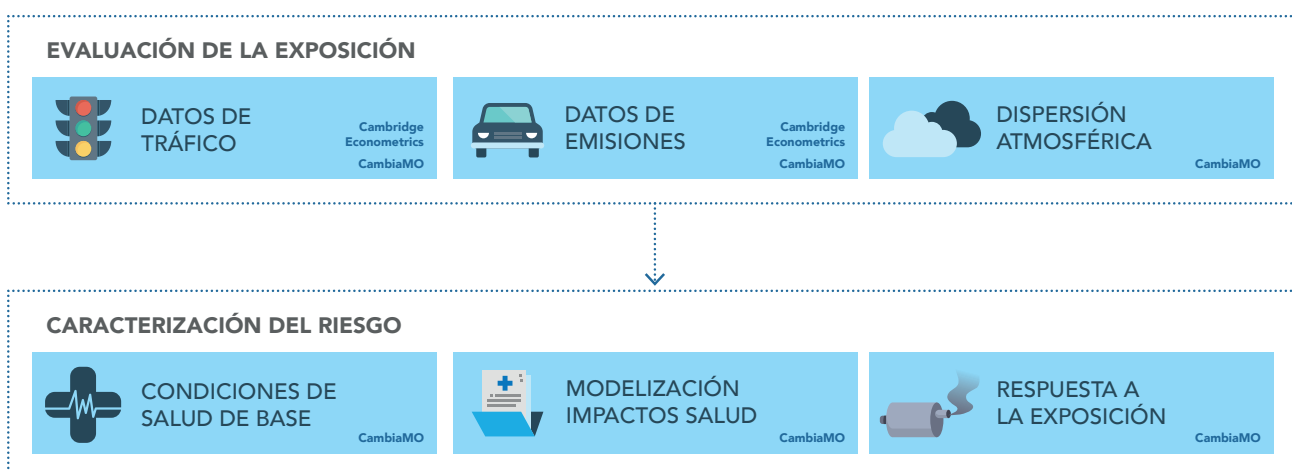 EVALUACIÓN DE LA EXPOSICIÓN
DATOS DE
TRÁFICO
Cambridge
Econometrics
CambiaMO
DATOS DE
EMISIONES
Cambridge
Econometrics
CambiaMO
DISPERSIÓN
ATMOSFÉRICA
CambiaMO
CARACTERIZACIÓN DEL RIESGO
CONDICIONES DE
SALUD DE BASE
CambiaMO
MODELIZACIÓN
IMPACTOS SALUD
CambiaMO
RESPUESTA A
LA EXPOSICIÓN
CambiaMO